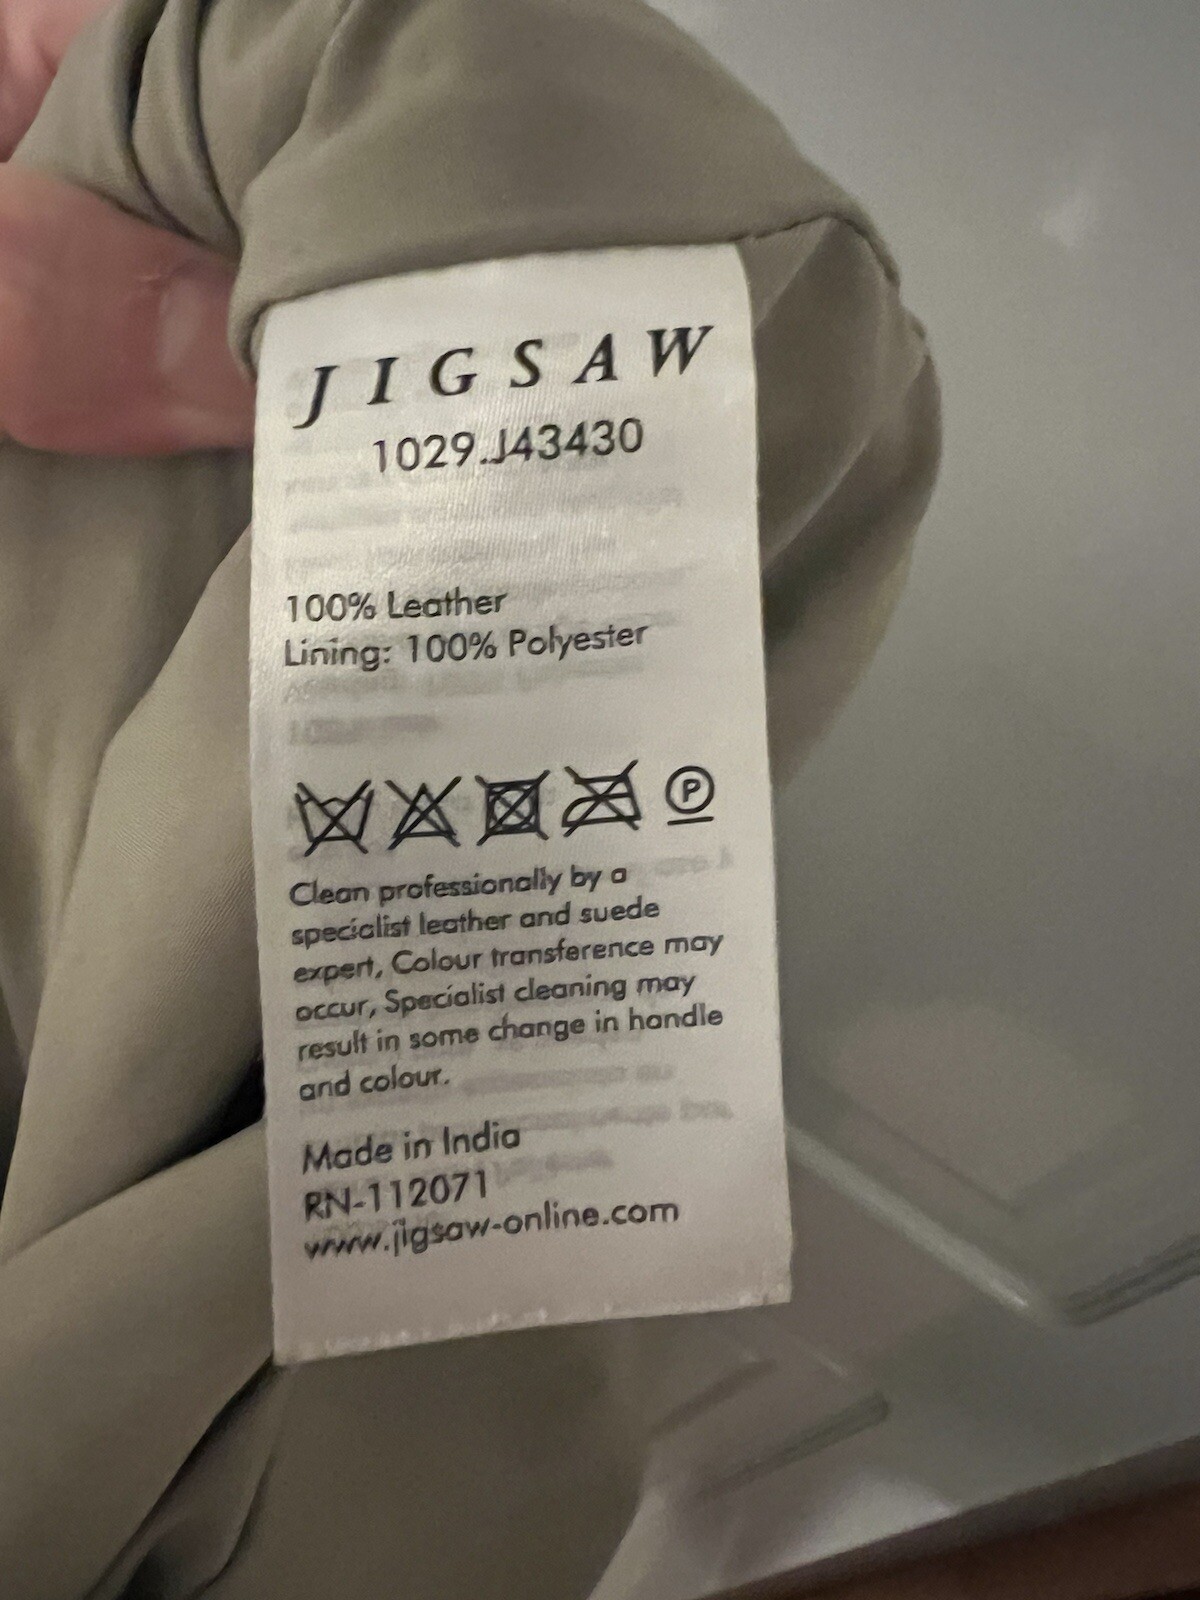 JIGSAW
1029.J43430
100% Leather
Lining: 100% Polyester
P
Clean professionally by a
specialist leather and suede
expert, Colour transference may
occur, Specialist cleaning may
result in some change in handle
and colour.
Made in India
RN-112071
www.jigsaw-online.com